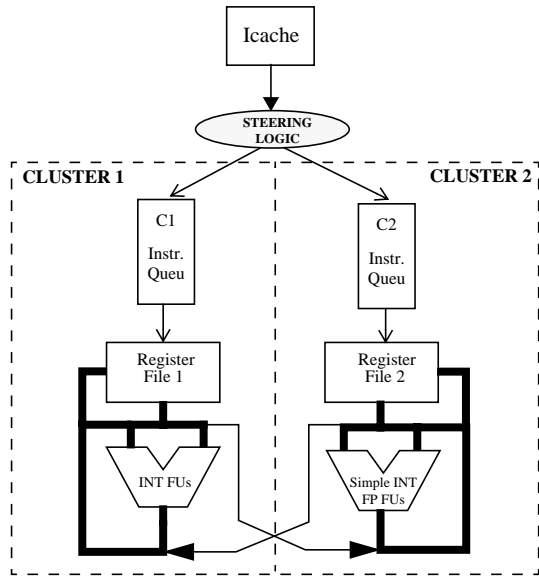 Icache
STEERING
LOGIC
CLUSTER 1
CLUSTER 2
C1
Instr.
Queu
C2
Instr.
Queu
Register
File 1
Register
File 2
INT FUs
Simple INT
FP FUs